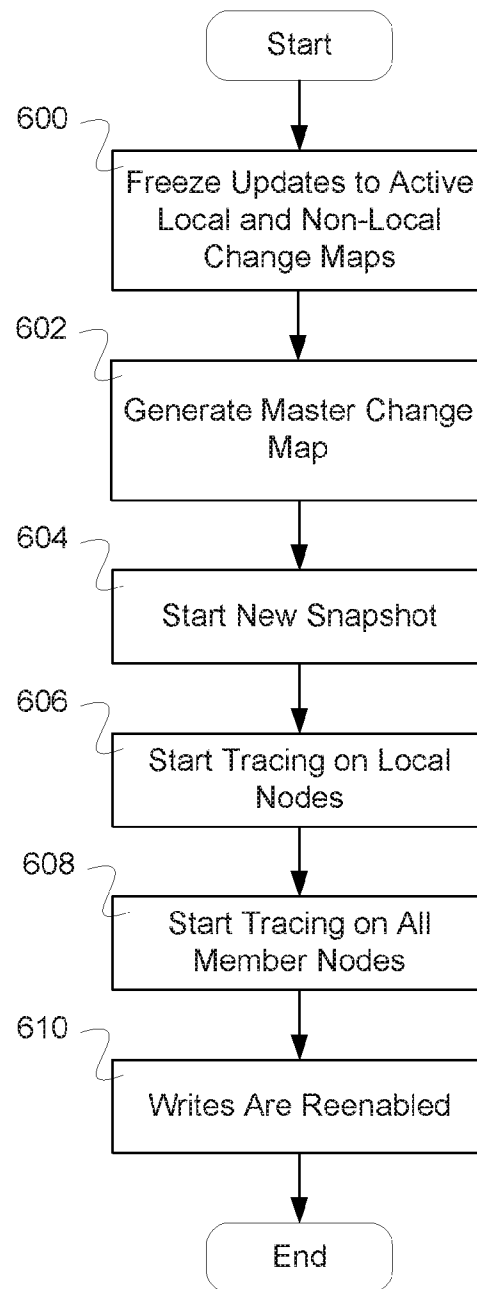 Start
600
Freeze Updates to Active
Local and Non-Local
Change Maps
602
Generate Master Change
Map
604
Start New Snapshot
606
Start Tracing on Local
Nodes
608
Start Tracing on All
Member Nodes
610
Writes Are Reenabled
End